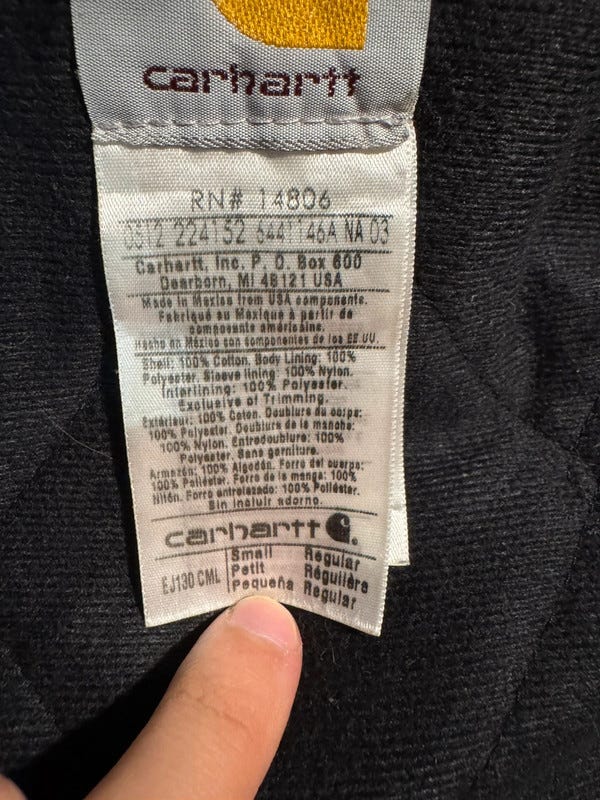 carhartt
RN# 14806
0312 224152 6441146A NA 03
Carhartt, Inc. P. O. Box 600
Dearborn, MI 48121 USA
Made in Mexico from USA components.
Fabriqué au Mexique à partir de
composants américains.
Hecho en México con componentes de los EE UU.
Shell: 100% Cotton. Body Lining: 100%
Polyester. Sleeve lining: 100% Nylon.
Interlining: 100% Polyester.
Exclusive of Trimming.
Extérieur: 100% Coton. Doublure du corps:
100% Polyester. Doublure de la manche:
100% Nylon. Entredoublure: 100%
Polyester. Sans garniture.
Armazón: 100% Algodón. Forro del cuerpo:
100% Poliéster. Forro de la manga: 100%
Nilón. Forro entrelazado: 100% Poliéster.
Sin incluir adorno.
carhartt
EJ130 CML
Small Regular
Petit Régulière
Pequeña Regular